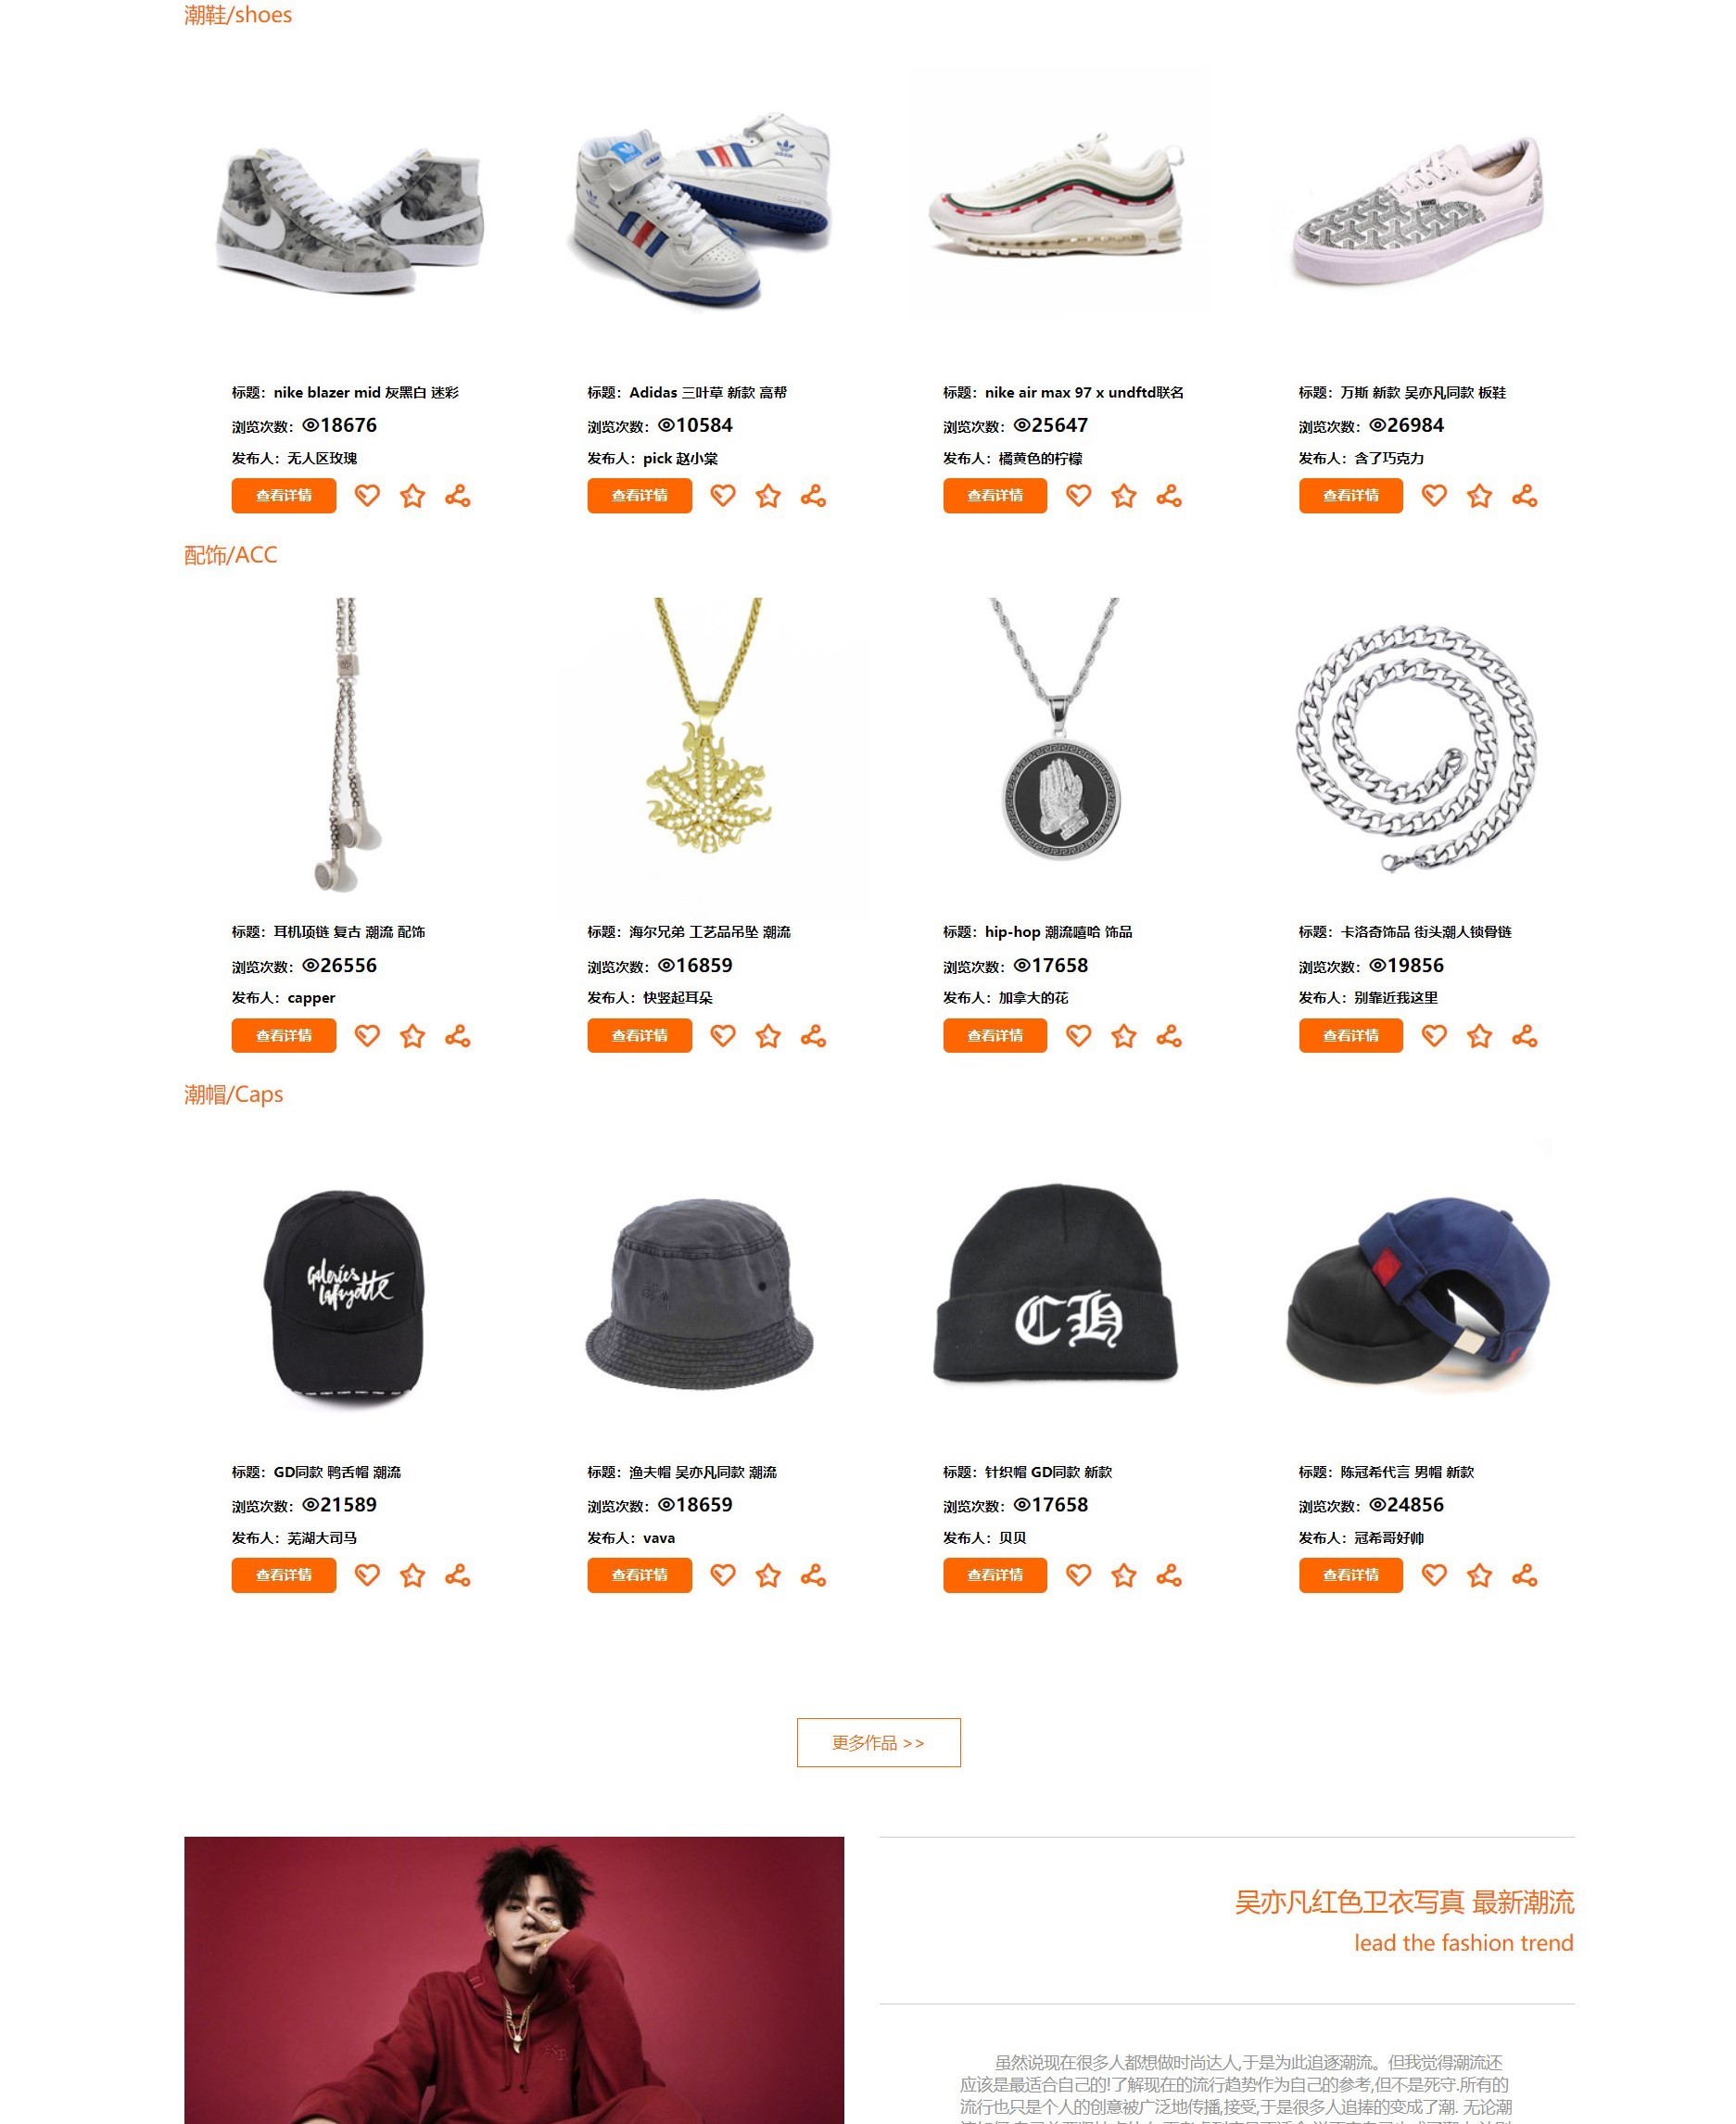 潮鞋/shoes
标题：nike blazer mid 灰黑白 迷彩
浏览次数：18676
发布人：无人区玫瑰
查看详情
标题：Adidas 三叶草 新款 高帮
浏览次数：10584
发布人：pick 赵小棠
查看详情
标题：nike air max 97 x undftd联名
浏览次数：25647
发布人：橘黄色的柠檬
查看详情
标题：万斯 新款 吴亦凡同款 板鞋
浏览次数：26984
发布人：含了巧克力
查看详情
配饰/ACC
标题：耳机项链 复古 潮流 配饰
浏览次数：26556
发布人：capper
查看详情
标题：海尔兄弟 工艺品吊坠 潮流
浏览次数：16859
发布人：快竖起耳朵
查看详情
标题：hip-hop 潮流嘻哈 饰品
浏览次数：17658
发布人：加拿大的花
查看详情
标题：卡洛奇饰品 街头潮人锁骨链
浏览次数：19856
发布人：别靠近我这里
查看详情
潮帽/Caps
galeries
lafayette
CH
标题：GD同款 鸭舌帽 潮流
浏览次数：21589
发布人：芜湖大司马
查看详情
标题：渔夫帽 吴亦凡同款 潮流
浏览次数：18659
发布人：vava
查看详情
标题：针织帽 GD同款 新款
浏览次数：17658
发布人：贝贝
查看详情
标题：陈冠希代言 男帽 新款
浏览次数：24856
发布人：冠希哥好帅
查看详情
更多作品 >>
吴亦凡红色卫衣写真 最新潮流
lead the fashion trend
虽然说现在很多人都想做时尚达人,于是为此追逐潮流。但我觉得潮流还
应该是最适合自己的!了解现在的流行趋势作为自己的参考,但不是死守.所有的
流行也只是个人的创意被广泛地传播,接受,于是很多人追捧的变成了潮. 无论潮